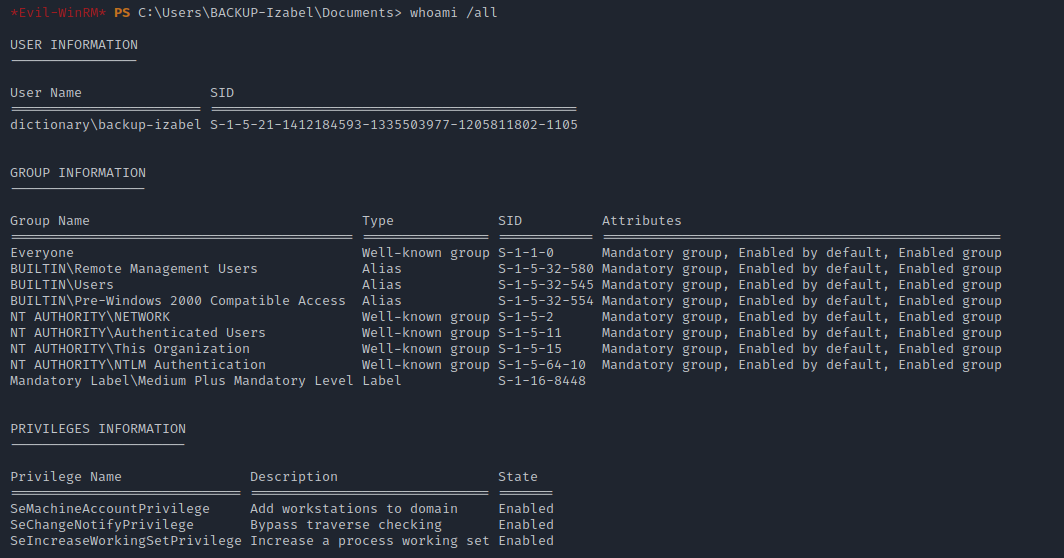 *Evil-WinRM* PS C:\Users\BACKUP-Izabel\Documents> whoami /all
USER INFORMATION
----------------
User Name SID
======================== ==============================================
dictionary\backup-izabel S-1-5-21-1412184593-1335503977-1205811802-1105
GROUP INFORMATION
-----------------
Group Name Type SID Attributes
=========================================== ================ ============ ==================================================
Everyone Well-known group S-1-1-0 Mandatory group, Enabled by default, Enabled group
BUILTIN\Remote Management Users Alias S-1-5-32-580 Mandatory group, Enabled by default, Enabled group
BUILTIN\Users Alias S-1-5-32-545 Mandatory group, Enabled by default, Enabled group
BUILTIN\Pre-Windows 2000 Compatible Access Alias S-1-5-32-554 Mandatory group, Enabled by default, Enabled group
NT AUTHORITY\NETWORK Well-known group S-1-5-2 Mandatory group, Enabled by default, Enabled group
NT AUTHORITY\Authenticated Users Well-known group S-1-5-11 Mandatory group, Enabled by default, Enabled group
NT AUTHORITY\This Organization Well-known group S-1-5-15 Mandatory group, Enabled by default, Enabled group
NT AUTHORITY\NTLM Authentication Well-known group S-1-5-64-10 Mandatory group, Enabled by default, Enabled group
Mandatory Label\Medium Plus Mandatory Level Label S-1-16-8448
PRIVILEGES INFORMATION
----------------------
Privilege Name Description State
============================= ============================== =======
SeMachineAccountPrivilege Add workstations to domain Enabled
SeChangeNotifyPrivilege Bypass traverse checking Enabled
SeIncreaseWorkingSetPrivilege Increase a process working set Enabled